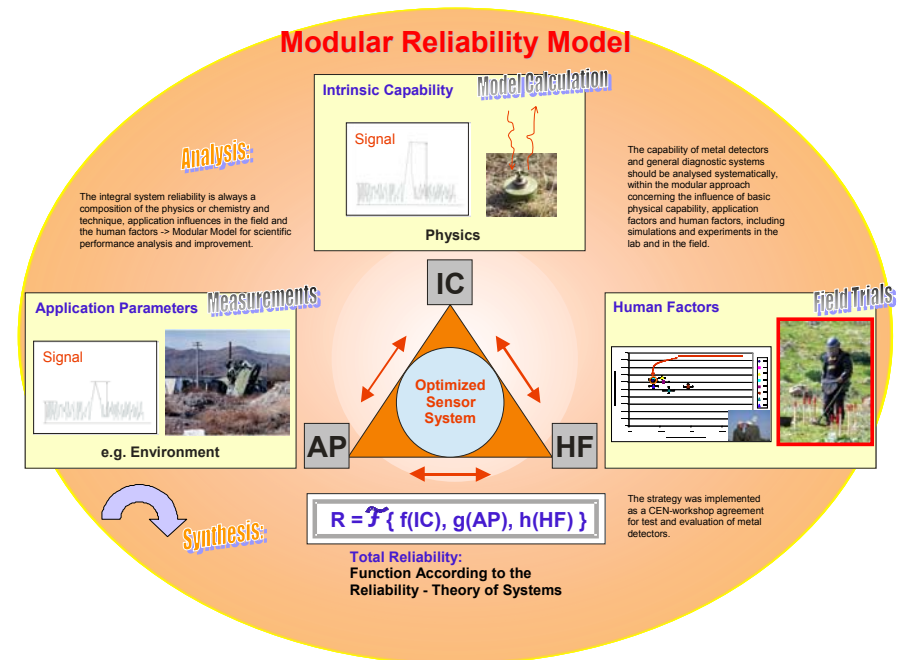 Modular Reliability Model
Intrinsic Capability
Model Calculation
Signal
Physics
Analysis:
The integral system reliability is always a
composition of the physics or chemistry and
technique, application influences in the field and
the human factors -> Modular Model for scientific
performance analysis and improvement.
The capability of metal detectors
and general diagnostic systems
should be analysed systematically,
within the modular approach
concerning the influence of basic
physical capability, application
factors and human factors, including
simulations and experiments in the
lab and in the field.
IC
Application Parameters
Measurements
Signal
e.g. Environment
Human Factors
Field Trials
Optimized
Sensor
System
AP
HF
R = F { f(IC), g(AP), h(HF) }
Synthesis:
Total Reliability:
Function According to the
Reliability - Theory of Systems
The strategy was implemented
as a CEN-workshop agreement
for test and evaluation of metal
detectors.